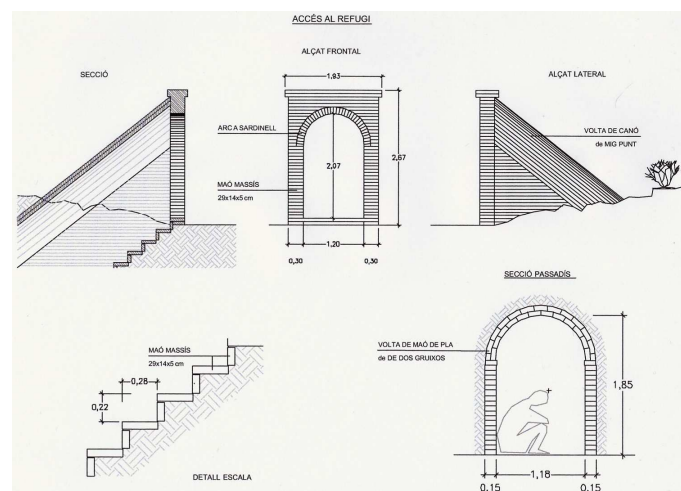 ACCÉS AL REFUGI
SECCIÓ
ALÇAT FRONTAL
ALÇAT LATERAL
1,93
ARC A SARDINELL
2,07
2,67
MAÓ MASSÍS
29x14x5 cm
1,20
0,30
0,30
VOLTA DE CANÓ
de MIG PUNT
SECCIÓ PASSADÍS
MAÓ MASSÍS
29x14x5 cm
0,28
0,22
DETALL ESCALA
VOLTA DE MAÓ DE PLA
de DE DOS GRUIXOS
1,85
1,18
0,15
0,15